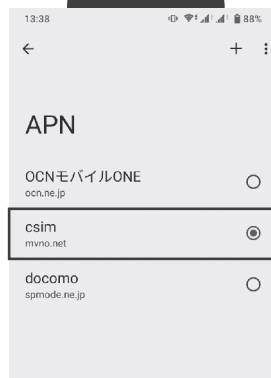 13:38
88%
APN
OCNモバイルONE
ocn.ne.jp
csim
mvno.net
docomo
spmode.ne.jp